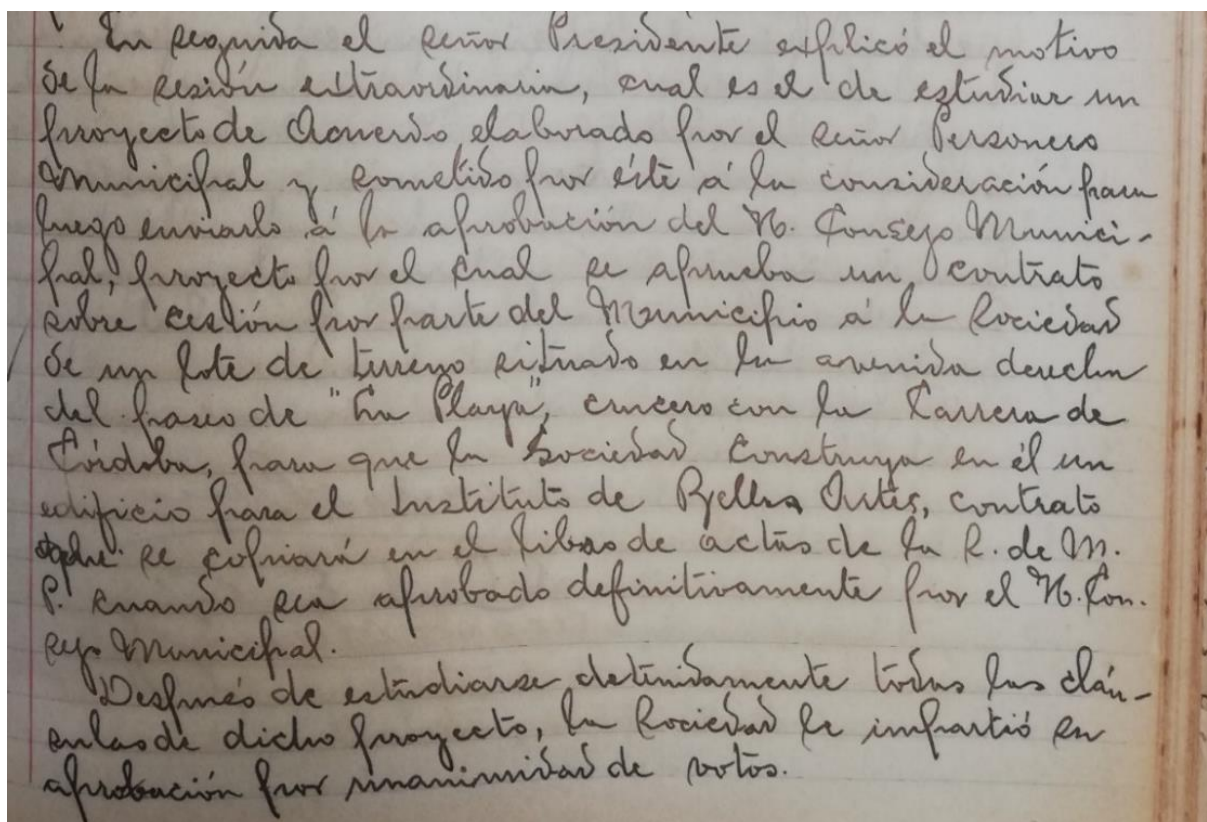 En seguida el señor Presidente explicó el motivo
de la sesión extraordinaria, cual es el de estudiar un
proyecto de Acuerdo elaborado por el señor Personero
Municipal y sometido por éste á la consideración para
luego enviarlo á la aprobación del H. Consejo Munici-
pal, proyecto por el cual se aprueba un contrato
sobre cesión por parte del Municipio á la Sociedad
de un lote de terreno situado en la avenida derecha
del paseo de "La Playa", crucero con la Carrera de
Córdoba, para que la Sociedad construya en él un
edificio para el Instituto de Bellas Artes, contrato
que se copiará en el libro de actas de la S. de M.
P. cuando sea aprobado definitivamente por el H. Con-
sejo Municipal.
Después de estudiarse detenidamente todas las cláu-
sulas de dicho proyecto, la Sociedad le impartió su
aprobación por unanimidad de votos.